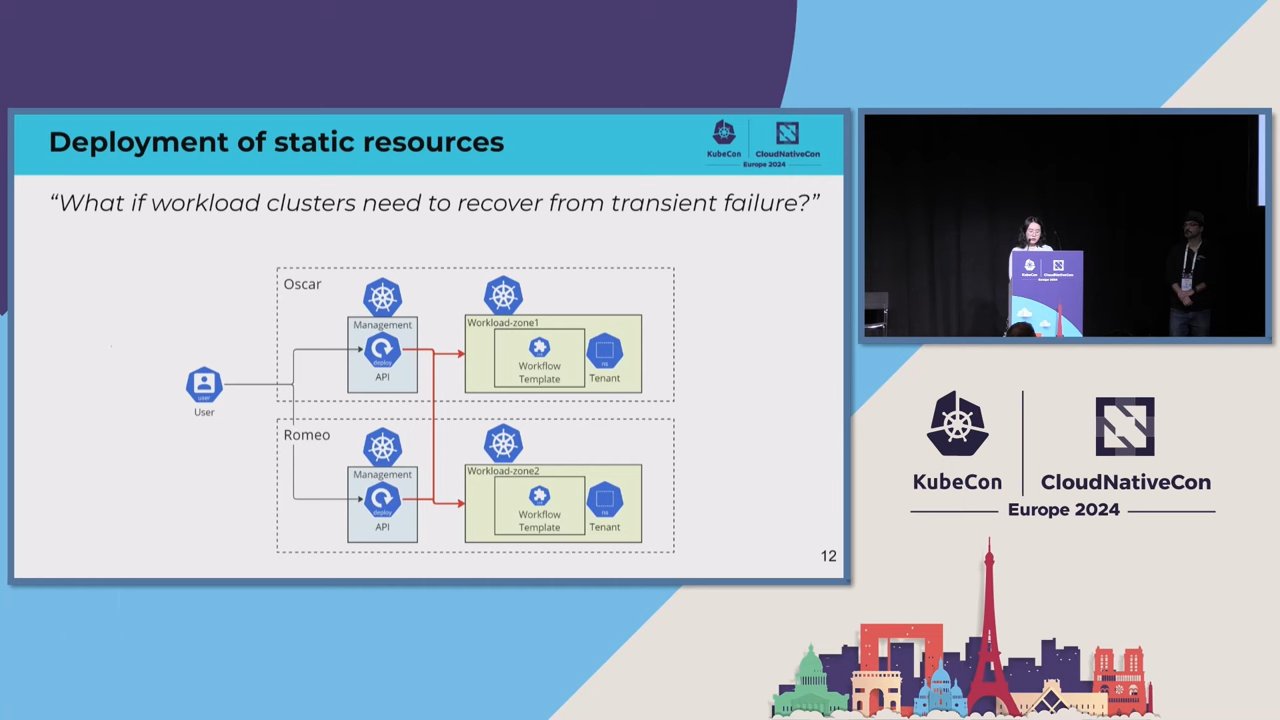 Deployment of static resources
KubeCon
CloudNativeCon
Europe 2024
“What if workload clusters need to recover from transient failure?”
Oscar
Management
deploy
API
Workload-zone1
Workflow
Template
ns
Tenant
user
User
Romeo
Management
deploy
API
Workload-zone2
Workflow
Template
ns
Tenant
12
KubeCon
CloudNativeCon
Europe 2024